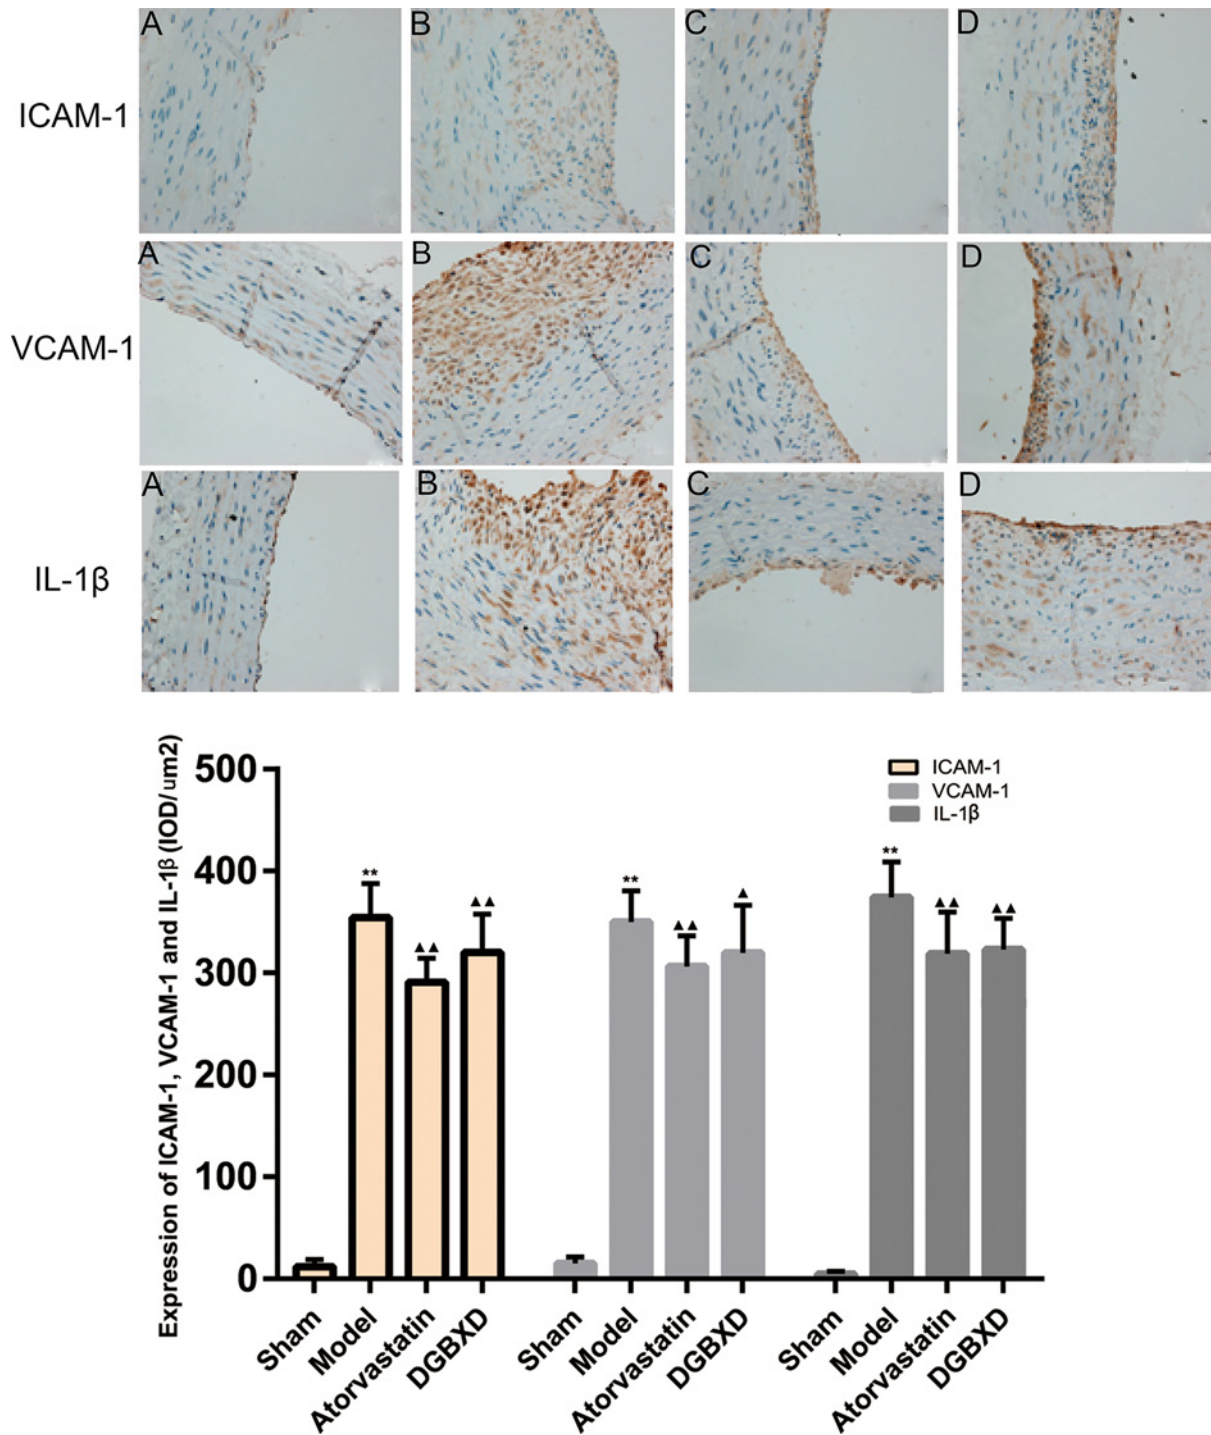 A B C D
ICAM-1
A B C D
VCAM-1
A B C D
IL-1β
Expression of ICAM-1, VCAM-1 and IL-1β (IOD/um2)
500
400
300
200
100
0
ICAM-1
VCAM-1
IL-1β
** ▲▲ ▲▲ ** ▲▲ ▲ ** ▲▲ ▲▲
Sham Model Atorvastatin DGBXD Sham Model Atorvastatin DGBXD Sham Model Atorvastatin DGBXD